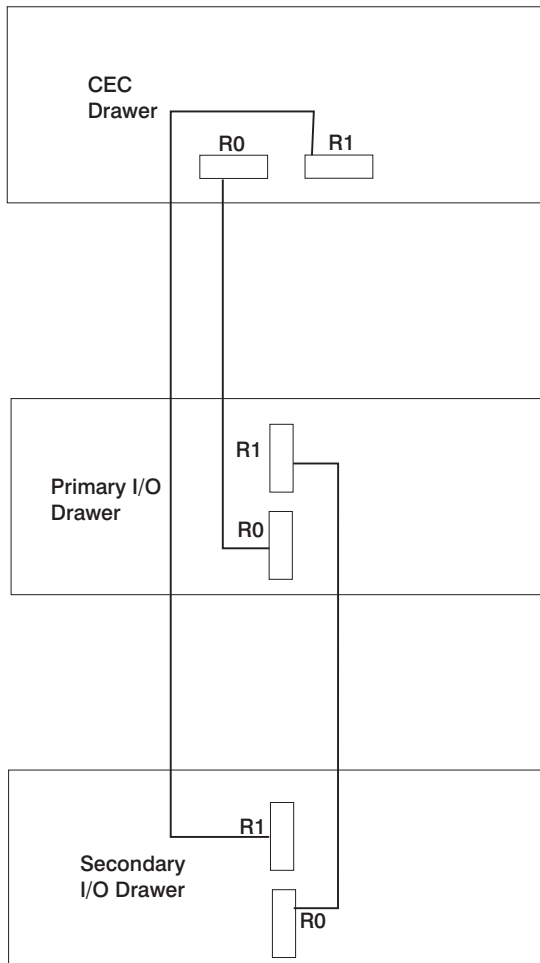 CEC
Drawer
R0
R1
R1
Primary I/O
Drawer
R0
R1
Secondary
I/O Drawer
R0